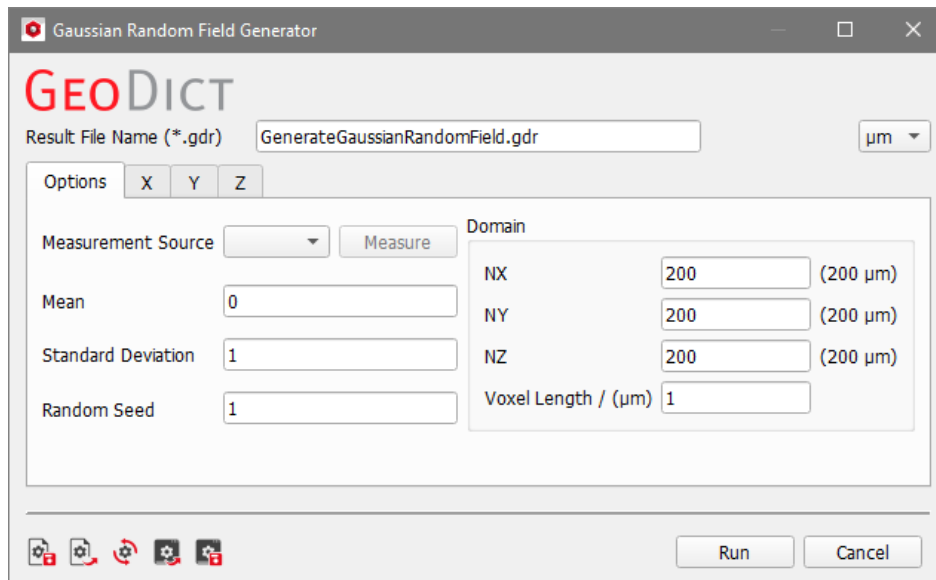 Gaussian Random Field Generator
GEODICT
Result File Name (*.gdr) GenerateGaussianRandomField.gdr µm
Options X Y Z
Measurement Source Measure
Mean 0
Standard Deviation 1
Random Seed 1
Domain
NX 200 (200 µm)
NY 200 (200 µm)
NZ 200 (200 µm)
Voxel Length / (µm) 1
Run Cancel